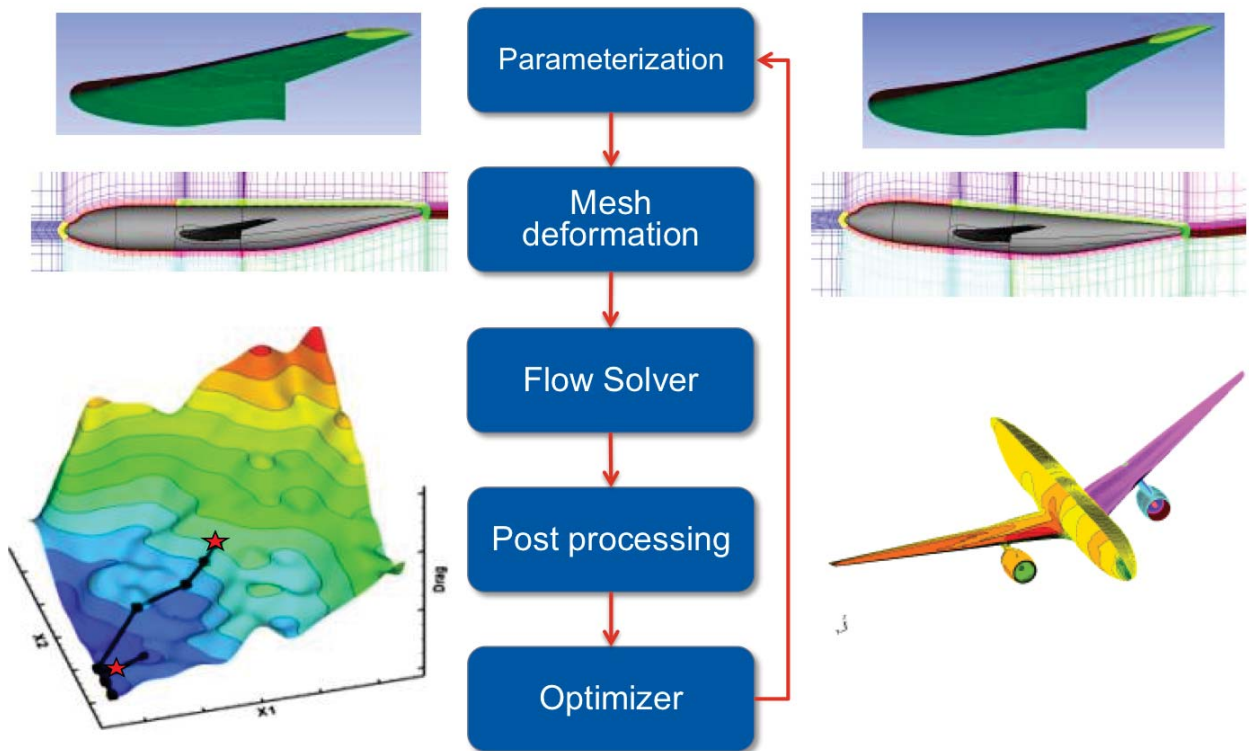 Parameterization
Mesh
deformation
Flow Solver
Post processing
Optimizer
Drag
X2
X1